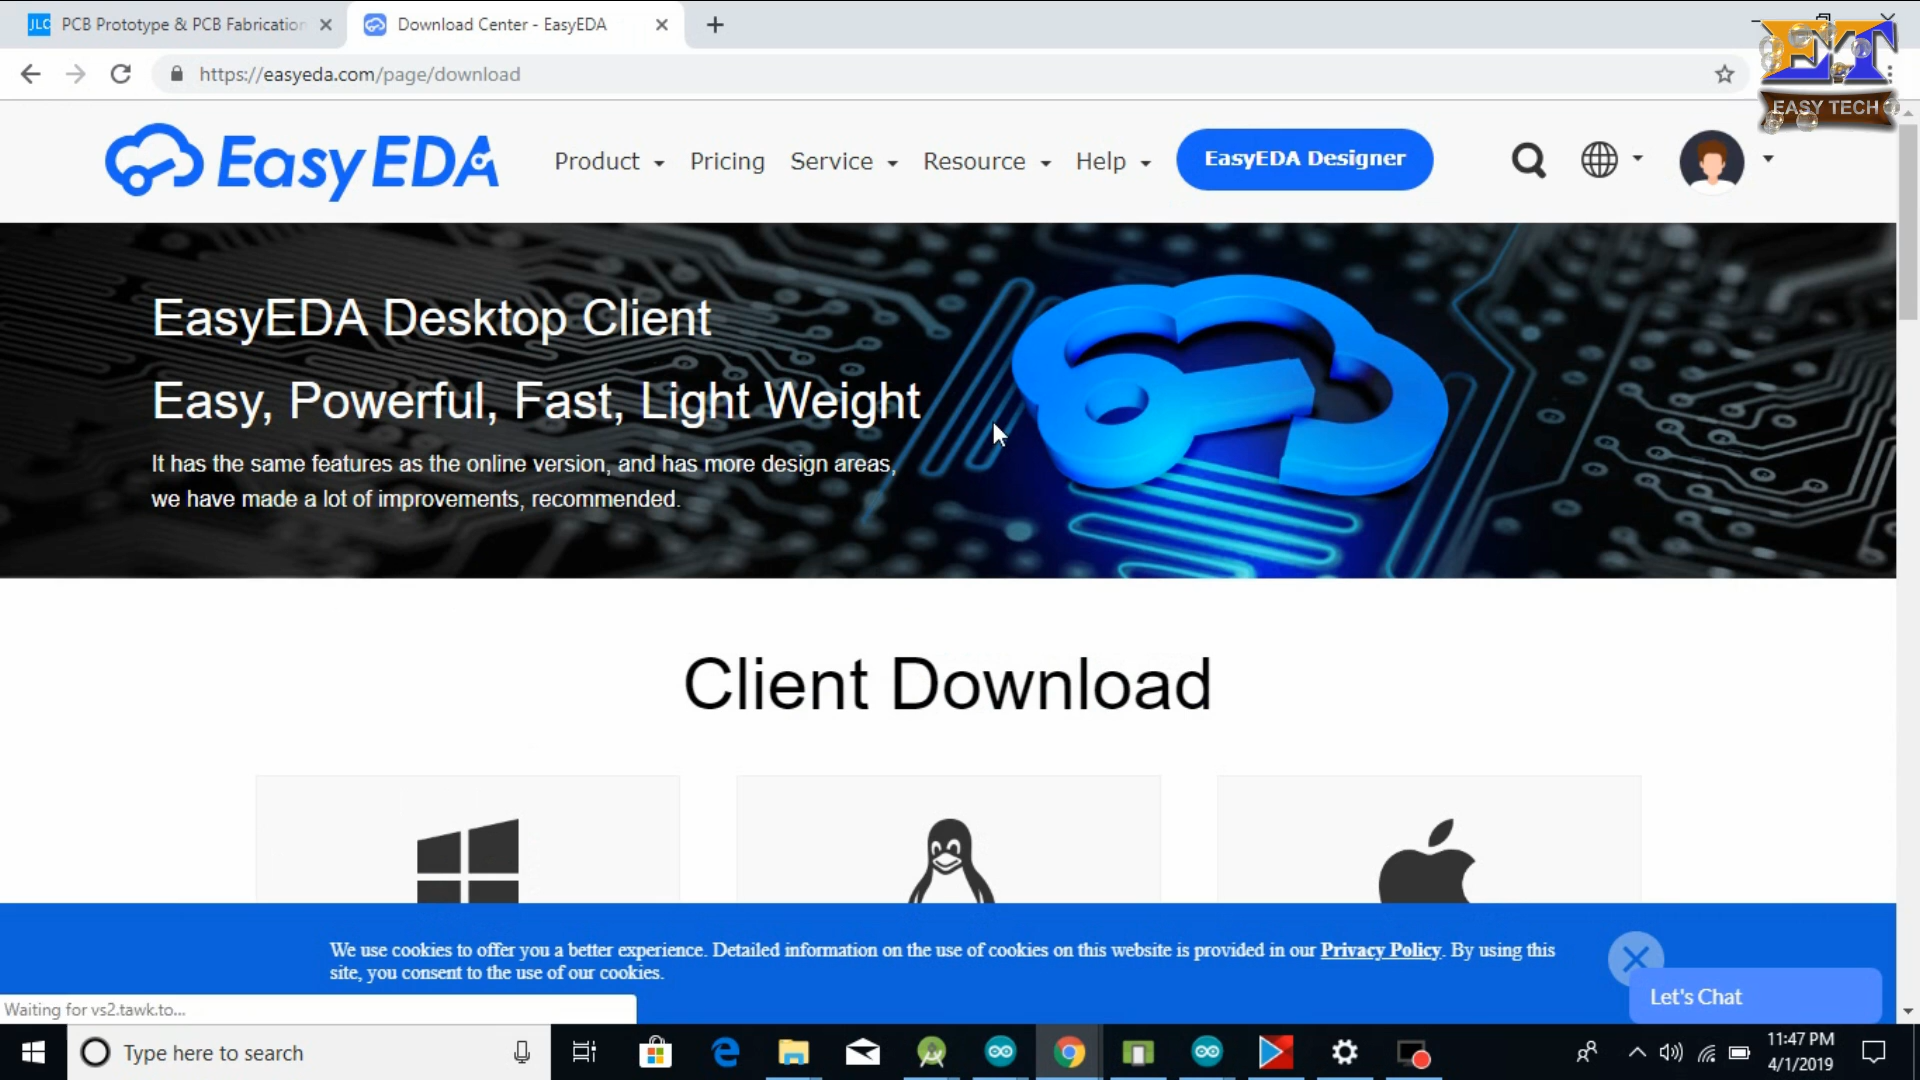 JLC PCB Prototype & PCB Fabrication
Download Center - EasyEDA
https://easyeda.com/page/download
ET
EASY TECH
EasyEDA
Product
Pricing
Service
Resource
Help
EasyEDA Designer
EasyEDA Desktop Client
Easy, Powerful, Fast, Light Weight
It has the same features as the online version, and has more design areas,
we have made a lot of improvements, recommended.
Client Download
We use cookies to offer you a better experience. Detailed information on the use of cookies on this website is provided in our Privacy Policy. By using this
site, you consent to the use of our cookies.
Let's Chat
Waiting for vs2.tawk.to...
Type here to search
11:47 PM
4/1/2019